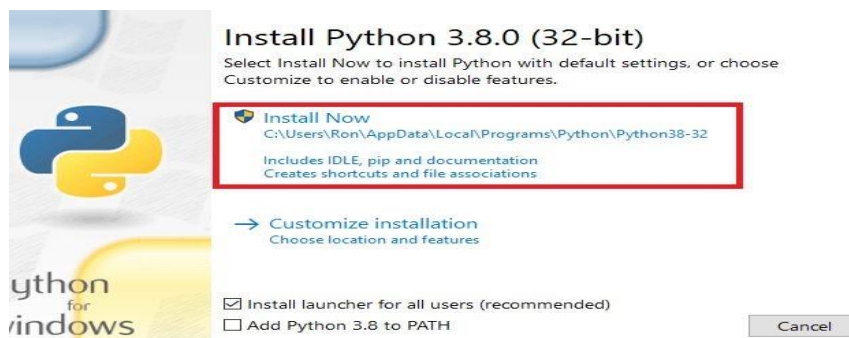 Install Python 3.8.0 (32-bit)
Select Install Now to install Python with default settings, or choose
Customize to enable or disable features.
Install Now
C:\Users\Ron\AppData\Local\Programs\Python\Python38-32
Includes IDLE, pip and documentation
Creates shortcuts and file associations
Customize installation
Choose location and features
ython
for
indows
Install launcher for all users (recommended)
Add Python 3.8 to PATH
Cancel